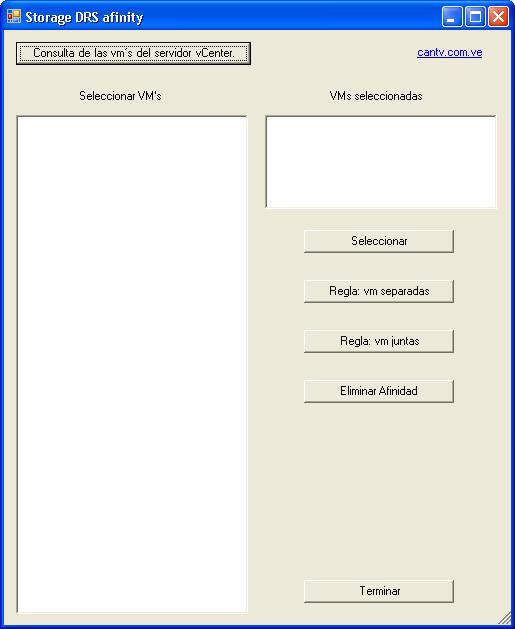 Storage DRS afinity
Consulta de las vm's del servidor vCenter.
cantv.com.ve
Seleccionar VM's
VMs seleccionadas
Seleccionar
Regla: vm separadas
Regla: vm juntas
Eliminar Afinidad
Terminar